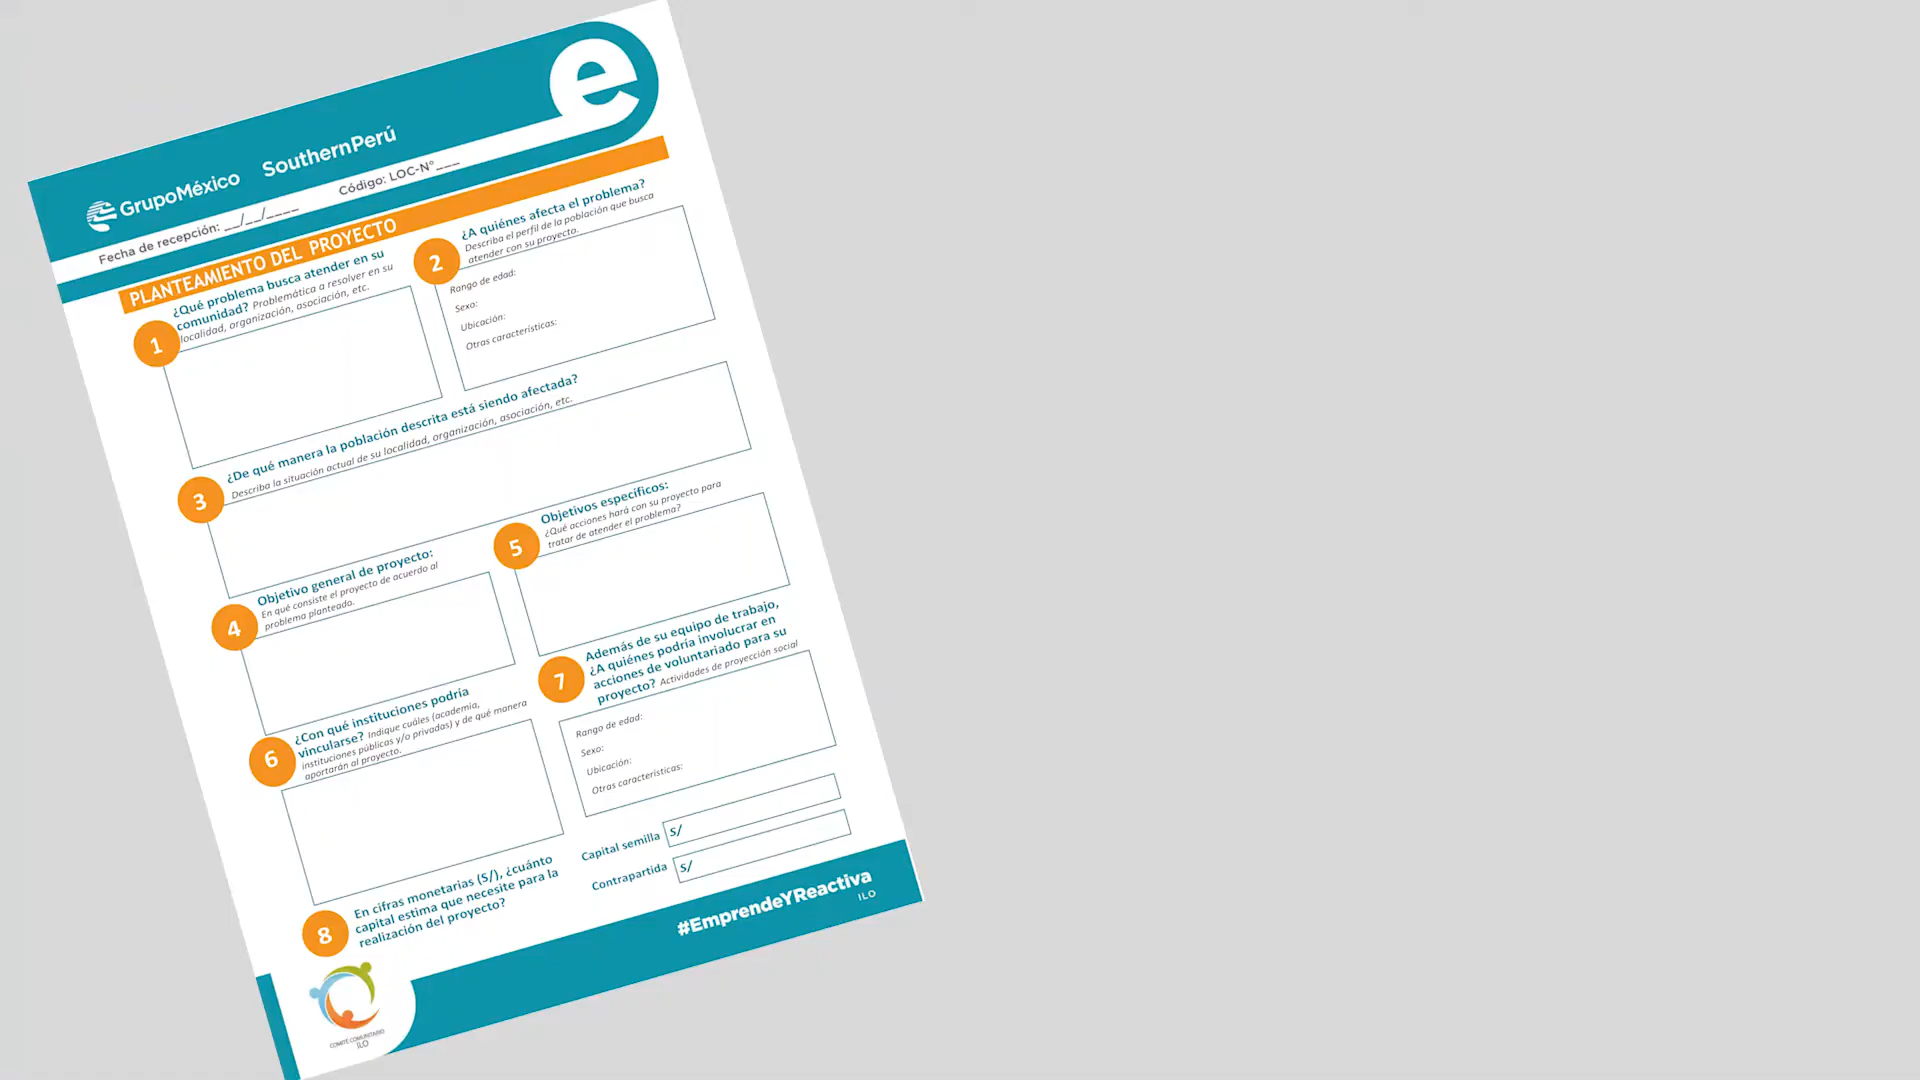 GrupoMéxico SouthernPerú
Fecha de recepción: __/__/____ Código: LOC-N°___
PLANTEAMIENTO DEL PROYECTO
1
¿Qué problema busca atender en su
comunidad? Problemática a resolver en su
localidad, organización, asociación, etc.
2
¿A quiénes afecta el problema?
Describa el perfil de la población que busca
atender con su proyecto.
Rango de edad:
Sexo:
Ubicación:
Otras características:
3
¿De qué manera la población descrita está siendo afectada?
Describa la situación actual de su localidad, organización, asociación, etc.
4
Objetivo general de proyecto:
En qué consiste el proyecto de acuerdo al
problema planteado.
5
Objetivos específicos:
¿Qué acciones hará con su proyecto para
tratar de atender el problema?
6
¿Con qué instituciones podría
vincularse? Indique cuáles (academia,
instituciones públicas y/o privadas) y de qué manera
aportarán al proyecto.
7
Además de su equipo de trabajo,
¿A quiénes podría involucrar en
acciones de voluntariado para su
proyecto? Actividades de proyección social
Rango de edad:
Sexo:
Ubicación:
Otras características:
8
En cifras monetarias (S/), ¿cuánto
capital estima que necesite para la
realización del proyecto?
Capital semilla S/
Contrapartida S/
#EmprendeYReactiva
ILO
COMITÉ COMUNITARIO
ILO